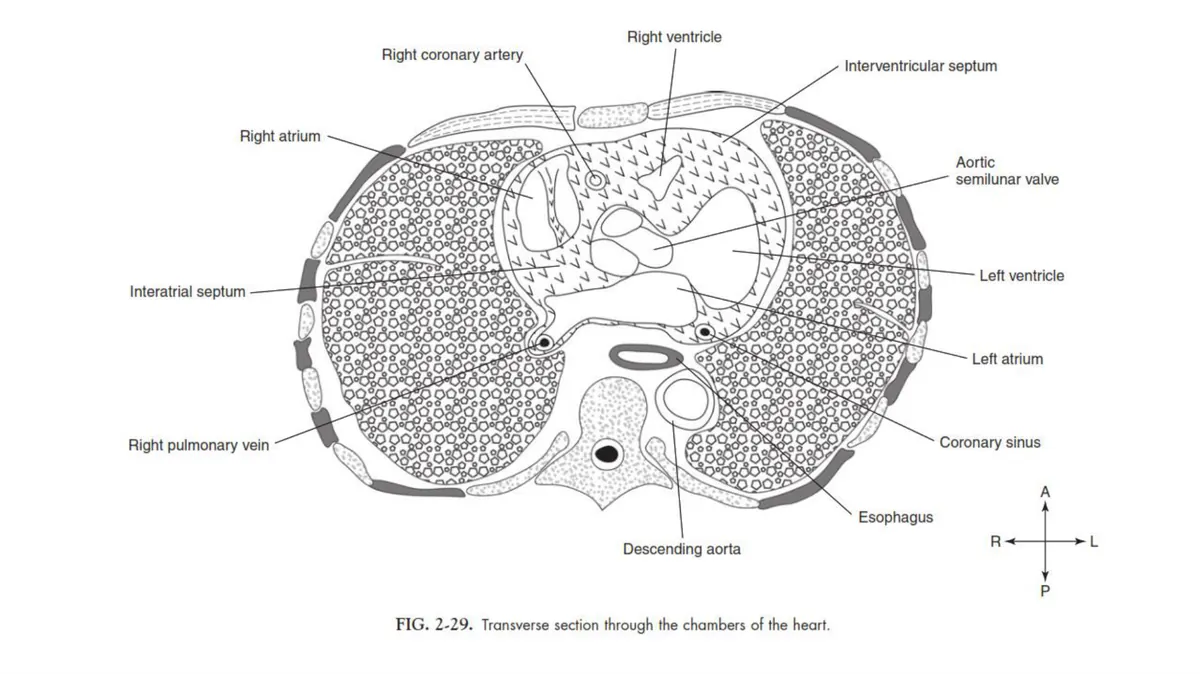 Right ventricle
Right coronary artery
Interventricular septum
Right atrium
Aortic
semilunar valve
Left ventricle
Interatrial septum
Left atrium
Right pulmonary vein
Coronary sinus
Esophagus
Descending aorta
A
R
L
P
FIG. 2-29. Transverse section through the chambers of the heart.